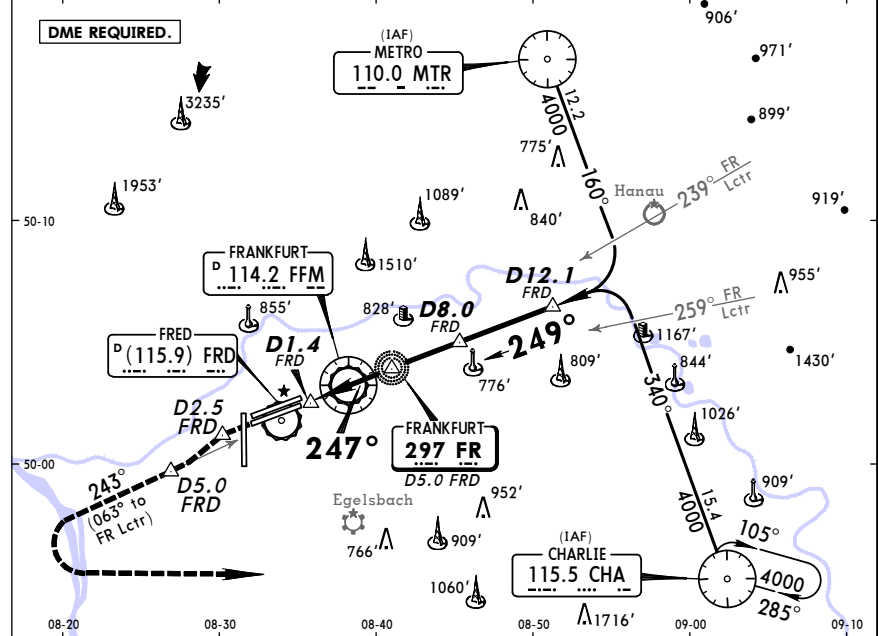 DME REQUIRED.
906'
971'
899'
919'
955'
1430'
(IAF)
METRO
110.0 MTR
12.2
4000
160°
3235'
1953'
775'
840'
Hanau
239° FR
Lctr
259° FR
Lctr
50-10
1089'
1510'
FRANKFURT
D 114.2 FFM
855'
828'
D12.1
FRD
D8.0
FRD
249°
1167'
844'
FRED
D (115.9) FRD
D1.4
FRD
776'
809'
340°
1026'
D2.5
FRD
247°
FRANKFURT
297 FR
D5.0 FRD
50-00
243°
(063° to
FR Lctr)
D5.0
FRD
Egelsbach
952'
766'
909'
909'
15.4
4000
105°
4000
285°
(IAF)
CHARLIE
115.5 CHA
1060'
1716'
08-20
08-30
08-40
08-50
09-00
09-10